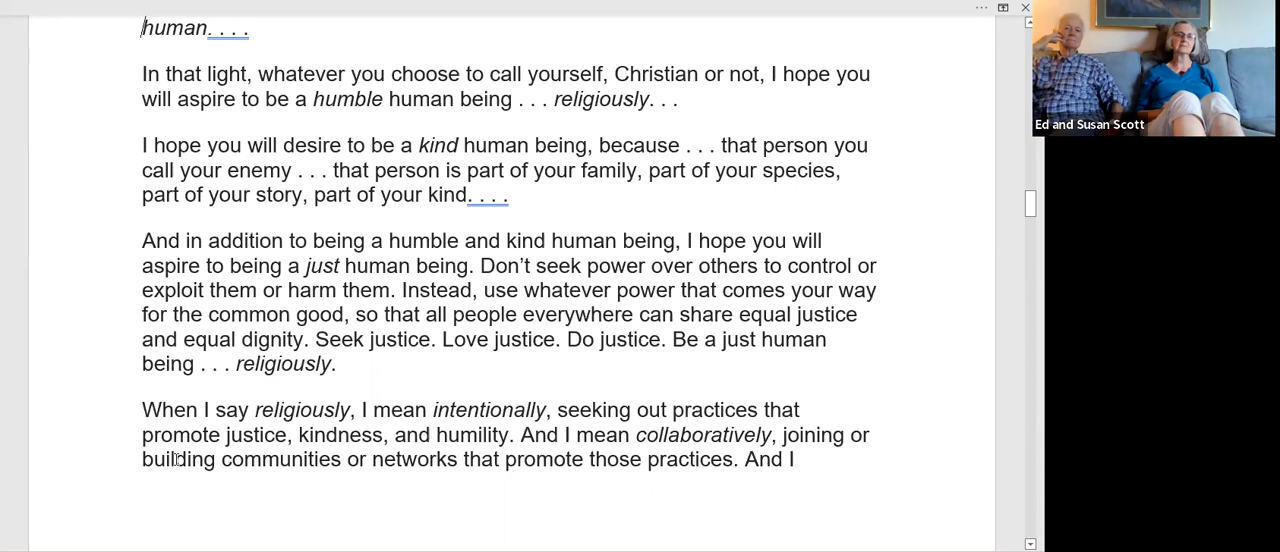 human. . . .
In that light, whatever you choose to call yourself, Christian or not, I hope you
will aspire to be a humble human being . . . religiously. . .
I hope you will desire to be a kind human being, because . . . that person you
call your enemy . . . that person is part of your family, part of your species,
part of your story, part of your kind. . . .
And in addition to being a humble and kind human being, I hope you will
aspire to being a just human being. Don’t seek power over others to control or
exploit them or harm them. Instead, use whatever power that comes your way
for the common good, so that all people everywhere can share equal justice
and equal dignity. Seek justice. Love justice. Do justice. Be a just human
being . . . religiously.
When I say religiously, I mean intentionally, seeking out practices that
promote justice, kindness, and humility. And I mean collaboratively, joining or
building communities or networks that promote those practices. And I
Ed and Susan Scott